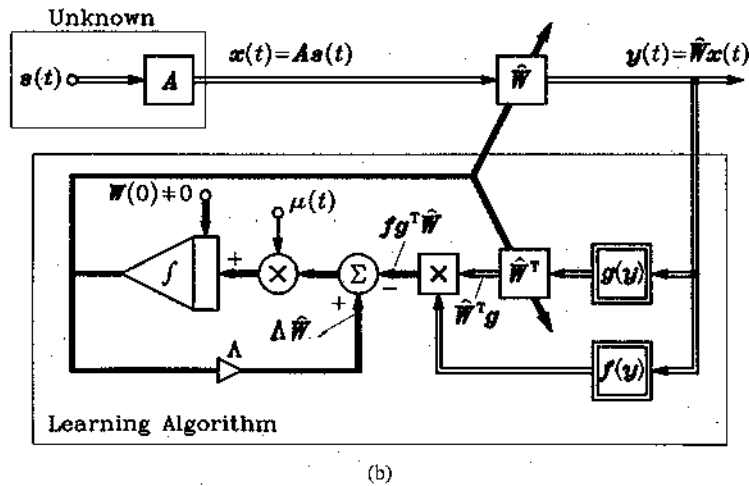 Unknown
s(t)
A
x(t)=As(t)
Ŵ
y(t)=Ŵx(t)
W(0)≠0
μ(t)
∫
+
×
Σ
+
−
fgᵀŴ
×
Ŵᵀ
g(y)
Ŵᵀg
ΛŴ
Λ
f(y)
Learning Algorithm
(b)